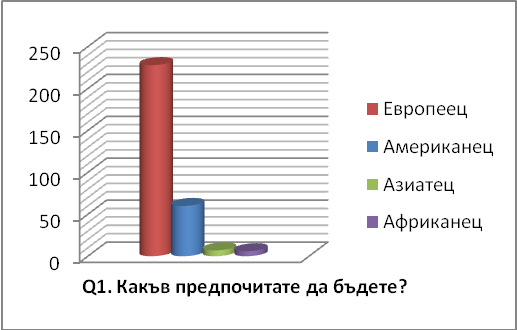 250
200
150
100
50
0
Европеец
Американец
Азиатец
Африканец
Q1. Какъв предпочитате да бъдете?